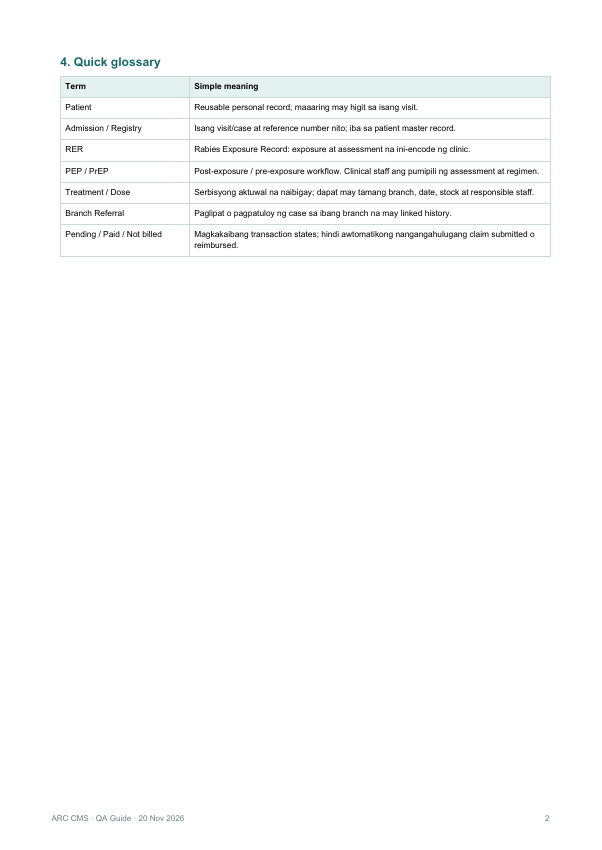 4. Quick glossary
Term Simple meaning
Patient Reusable personal record; maaaring may higit sa isang visit.
Admission / Registry Isang visit/case at reference number nito; iba sa patient master record.
RER Rabies Exposure Record: exposure at assessment na ini-encode ng clinic.
PEP / PrEP Post-exposure / pre-exposure workflow. Clinical staff ang pumipili ng assessment at regimen.
Treatment / Dose Serbisyong aktuwal na naibigay; dapat may tamang branch, date, stock at responsible staff.
Branch Referral Paglipat o pagpatuloy ng case sa ibang branch na may linked history.
Pending / Paid / Not billed Magkakaibang transaction states; hindi awtomatikong nangangahulugang claim submitted o
reimbursed.
ARC CMS · QA Guide · 20 Nov 2026 2